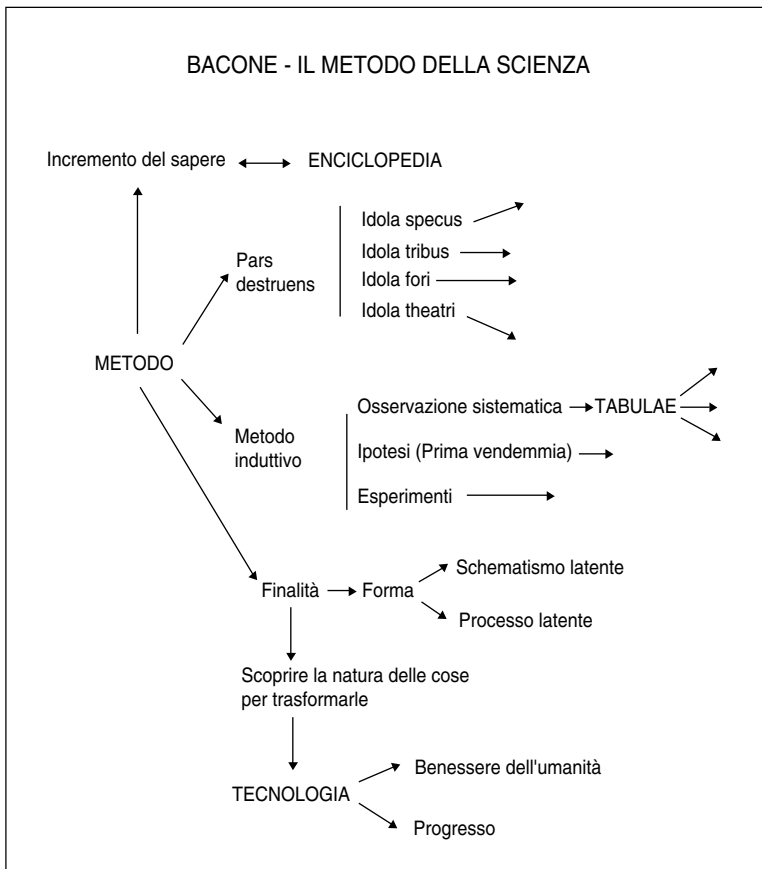 BACONE - IL METODO DELLA SCIENZA
Incremento del sapere
ENCICLOPEDIA
Pars
destruens
Idola specus
Idola tribus
Idola fori
Idola theatri
METODO
Metodo
induttivo
Osservazione sistematica
TABULAE
Ipotesi (Prima vendemmia)
Esperimenti
Finalità
Forma
Schematismo latente
Processo latente
Scoprire la natura delle cose
per trasformarle
TECNOLOGIA
Benessere dell'umanità
Progresso